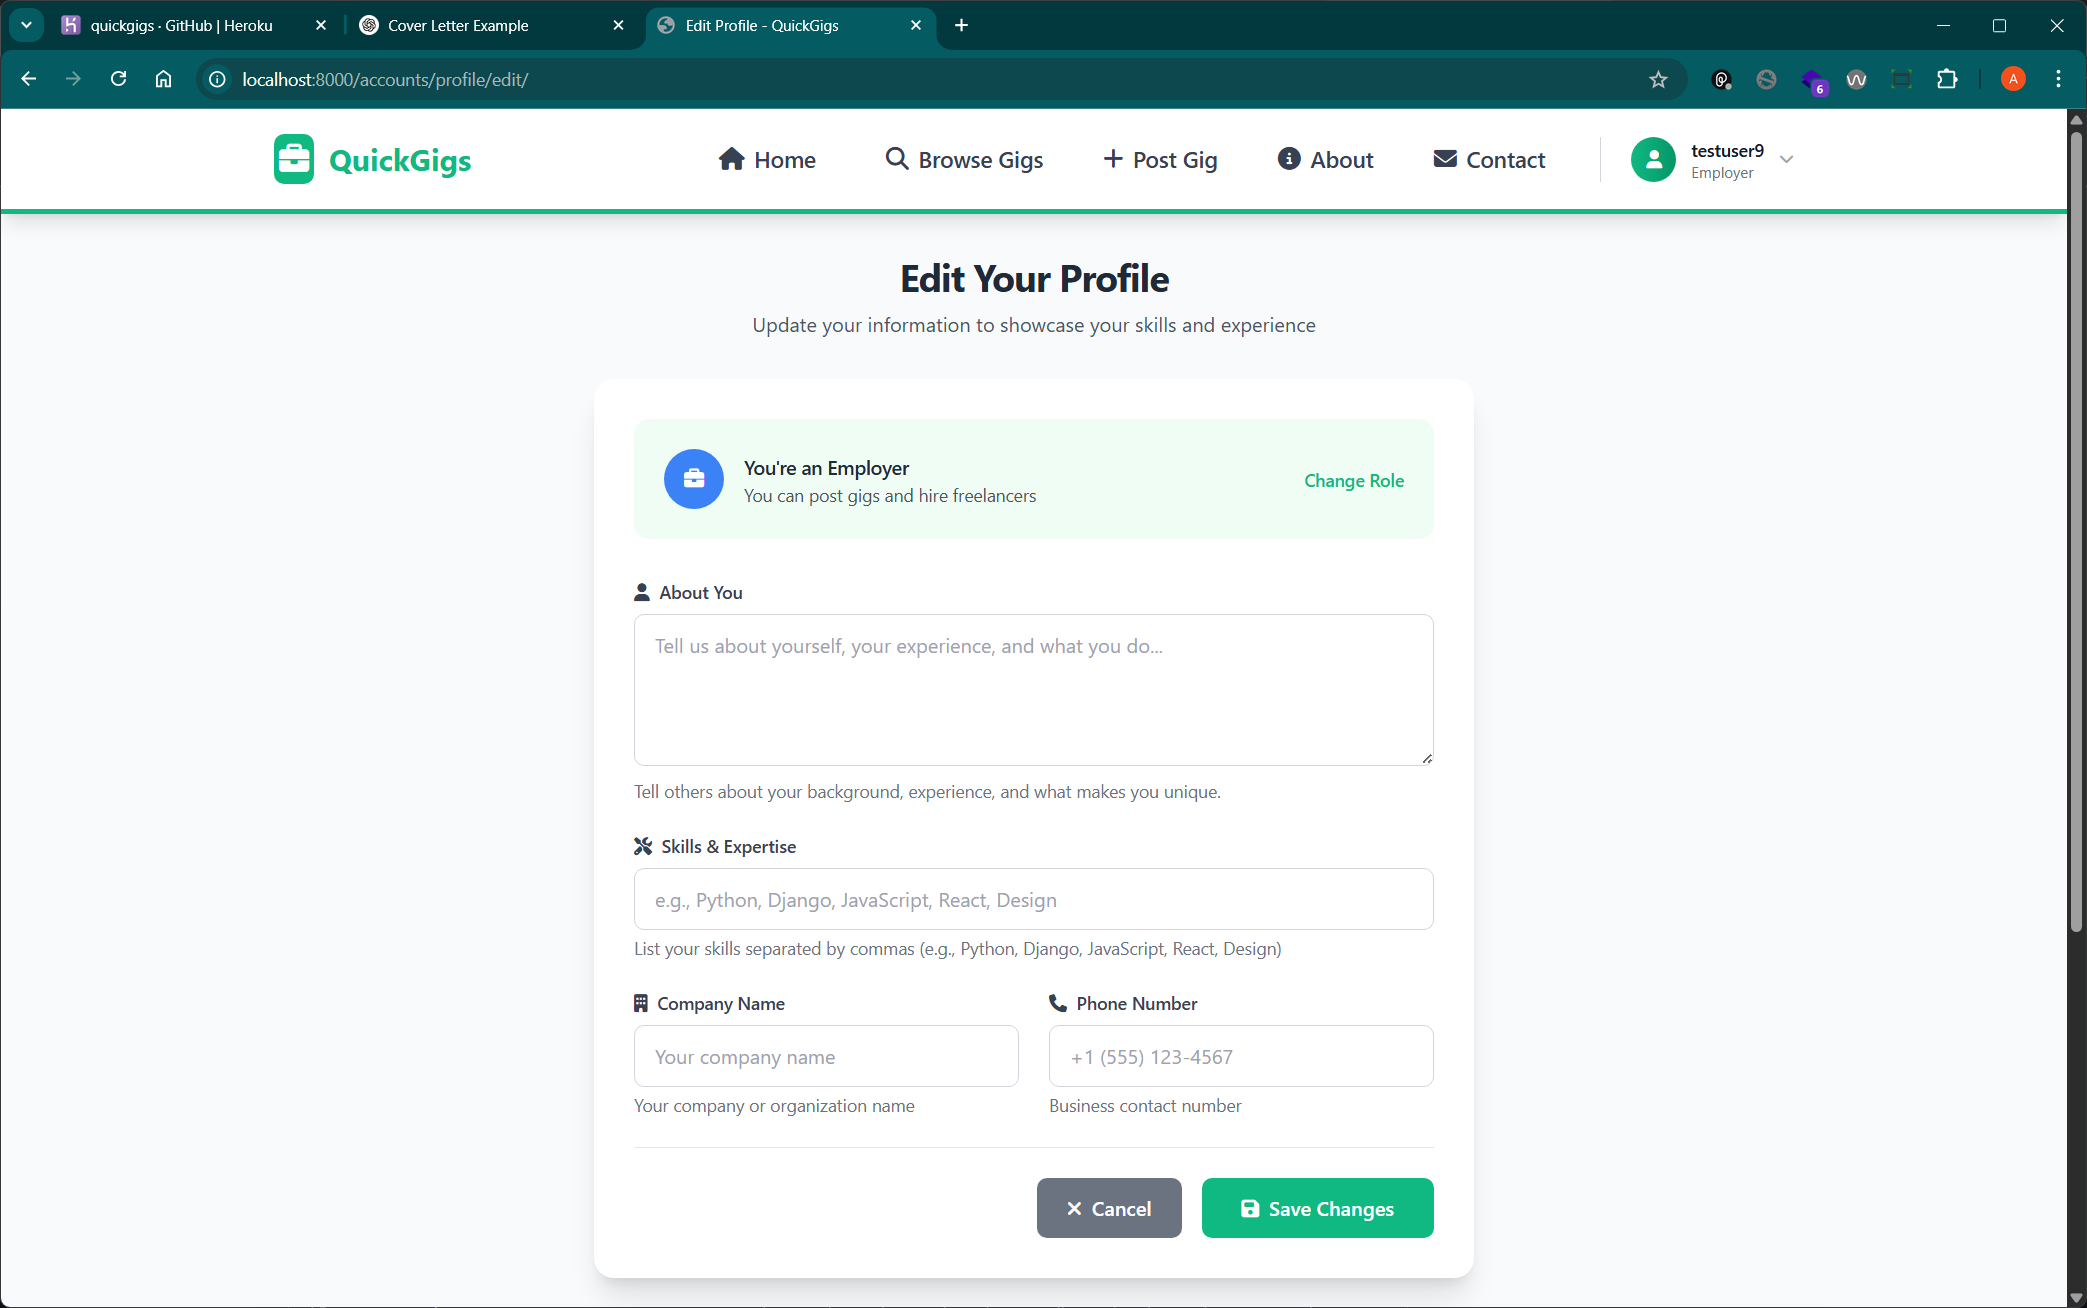 quickgigs · GitHub | Heroku
Cover Letter Example
Edit Profile - QuickGigs
localhost:8000/accounts/profile/edit/
6
A
QuickGigs
Home
Browse Gigs
Post Gig
About
Contact
testuser9
Employer
Edit Your Profile
Update your information to showcase your skills and experience
You're an Employer
You can post gigs and hire freelancers
Change Role
About You
Tell us about yourself, your experience, and what you do...
Tell others about your background, experience, and what makes you unique.
Skills & Expertise
e.g., Python, Django, JavaScript, React, Design
List your skills separated by commas (e.g., Python, Django, JavaScript, React, Design)
Company Name
Phone Number
Your company name
+1 (555) 123-4567
Your company or organization name
Business contact number
Cancel
Save Changes